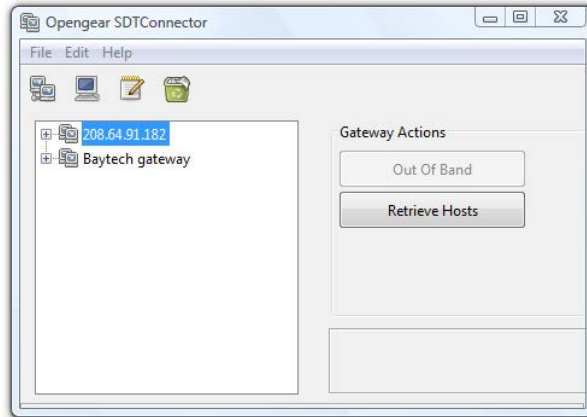 Opengear SDTConnector
File Edit Help
208.64.91.182
Baytech gateway
Gateway Actions
Out Of Band
Retrieve Hosts